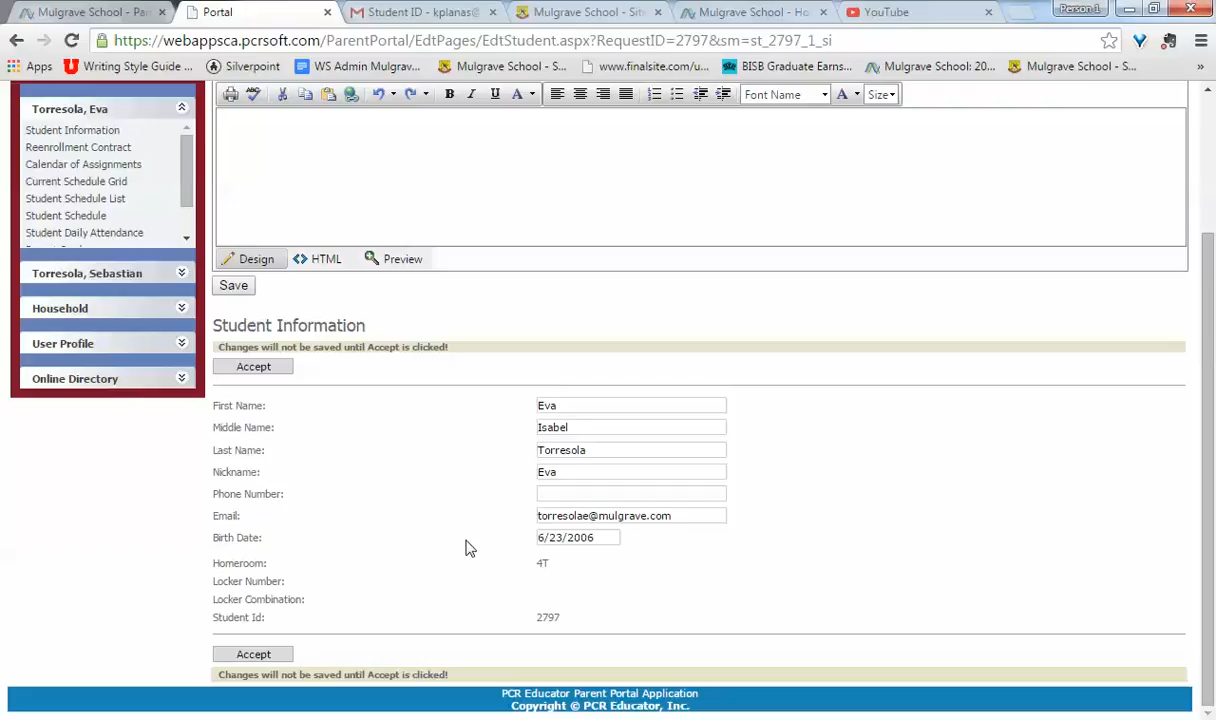 Mulgrave School - Par
Portal
Student ID - kplanas@
Mulgrave School - Sit
Mulgrave School - Ho
YouTube
Person 1
https://webappsca.pcrsoft.com/ParentPortal/EdtPages/EdtStudent.aspx?RequestID=2797&sm=st_2797_1_si
Apps
Writing Style Guide ...
Silverpoint
WS Admin Mulgrav...
Mulgrave School - S...
www.finalsite.com/u...
BISB Graduate Earns...
Mulgrave School: 20...
Mulgrave School - S...
»
Torresola, Eva
Student Information
Reenrollment Contract
Calendar of Assignments
Current Schedule Grid
Student Schedule List
Student Schedule
Student Daily Attendance
Torresola, Sebastian
Household
User Profile
Online Directory
ABC
B I U A
Font Name
A
Size
Design
HTML
Preview
Save
Student Information
Changes will not be saved until Accept is clicked!
Accept
First Name: Eva
Middle Name: Isabel
Last Name: Torresola
Nickname: Eva
Phone Number:
Email: torresolae@mulgrave.com
Birth Date: 6/23/2006
Homeroom: 4T
Locker Number:
Locker Combination:
Student Id: 2797
Accept
Changes will not be saved until Accept is clicked!
PCR Educator Parent Portal Application
Copyright © PCR Educator, Inc.